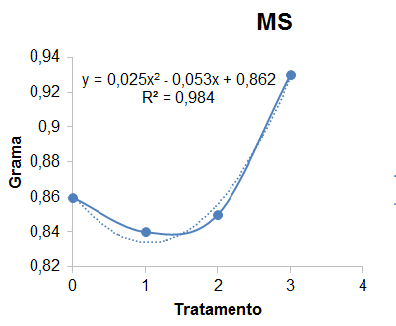 MS
y = 0,025x² - 0,053x + 0,862
R² = 0,984
0,94
0,92
0,9
0,88
0,86
0,84
0,82
Grama
0 1 2 3 4
Tratamento